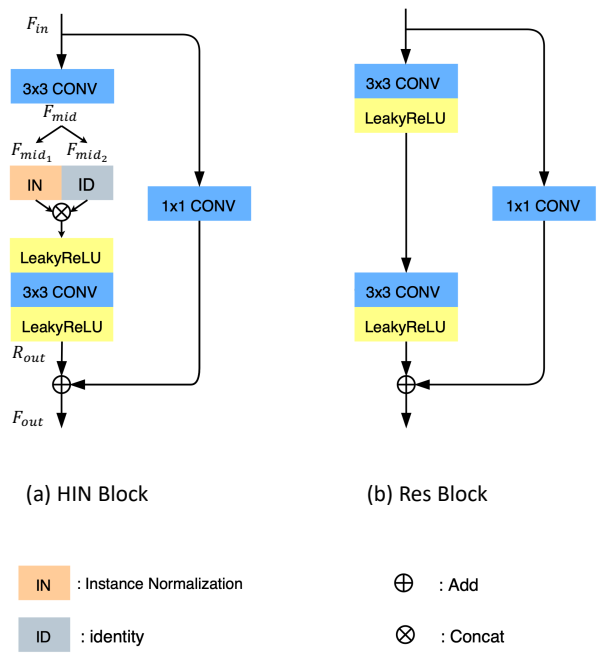 F_in
3x3 CONV
F_mid
F_mid_1 F_mid_2
IN ID
1x1 CONV
LeakyReLU
3x3 CONV
LeakyReLU
R_out
F_out
(a) HIN Block
3x3 CONV
LeakyReLU
1x1 CONV
3x3 CONV
LeakyReLU
(b) Res Block
IN : Instance Normalization
: Add
ID : identity
: Concat